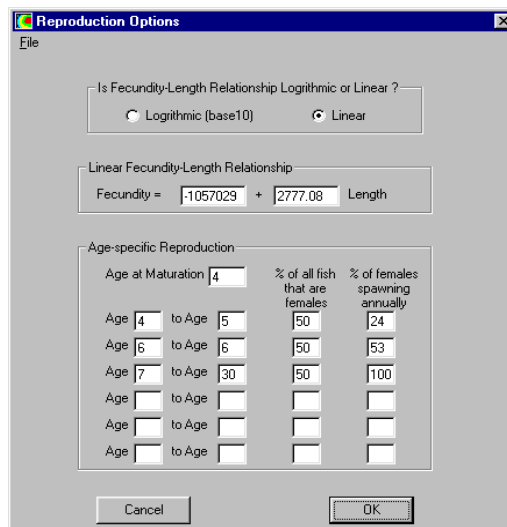 Reproduction Options
File
Is Fecundity-Length Relationship Logrithmic or Linear ?
Logrithmic (base10) Linear
Linear Fecundity-Length Relationship
Fecundity = -1057029 + 2777.08 Length
Age-specific Reproduction
Age at Maturation 4 % of all fish that are females % of females spawning annually
Age 4 to Age 5 50 24
Age 6 to Age 6 50 53
Age 7 to Age 30 50 100
Age to Age
Age to Age
Age to Age
Cancel OK